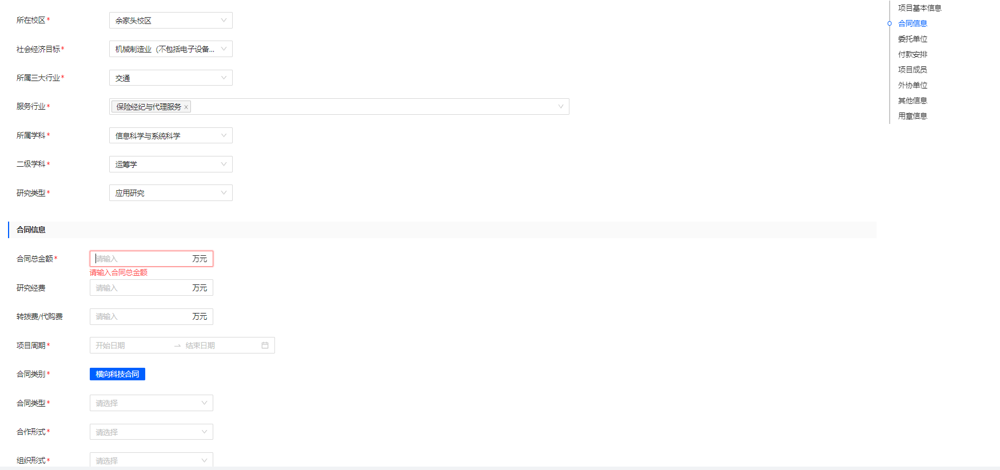 所在校区* 余家头校区
社会经济目标* 机械制造业（不包括电子设备...
所属三大行业* 交通
服务行业* 保险经纪与代理服务 x
所属学科* 信息科学与系统科学
二级学科* 运筹学
研究类型* 应用研究
合同信息
合同总金额* 请输入 万元
请输入合同总金额
研究经费 请输入 万元
转拨费/代购费 请输入 万元
项目周期* 开始日期 → 结束日期
合同类别* 横向科技合同
合同类型* 请选择
合作形式* 请选择
组织形式* 请选择
项目基本信息
合同信息
委托单位
付款安排
项目成员
外协单位
其他信息
用章信息